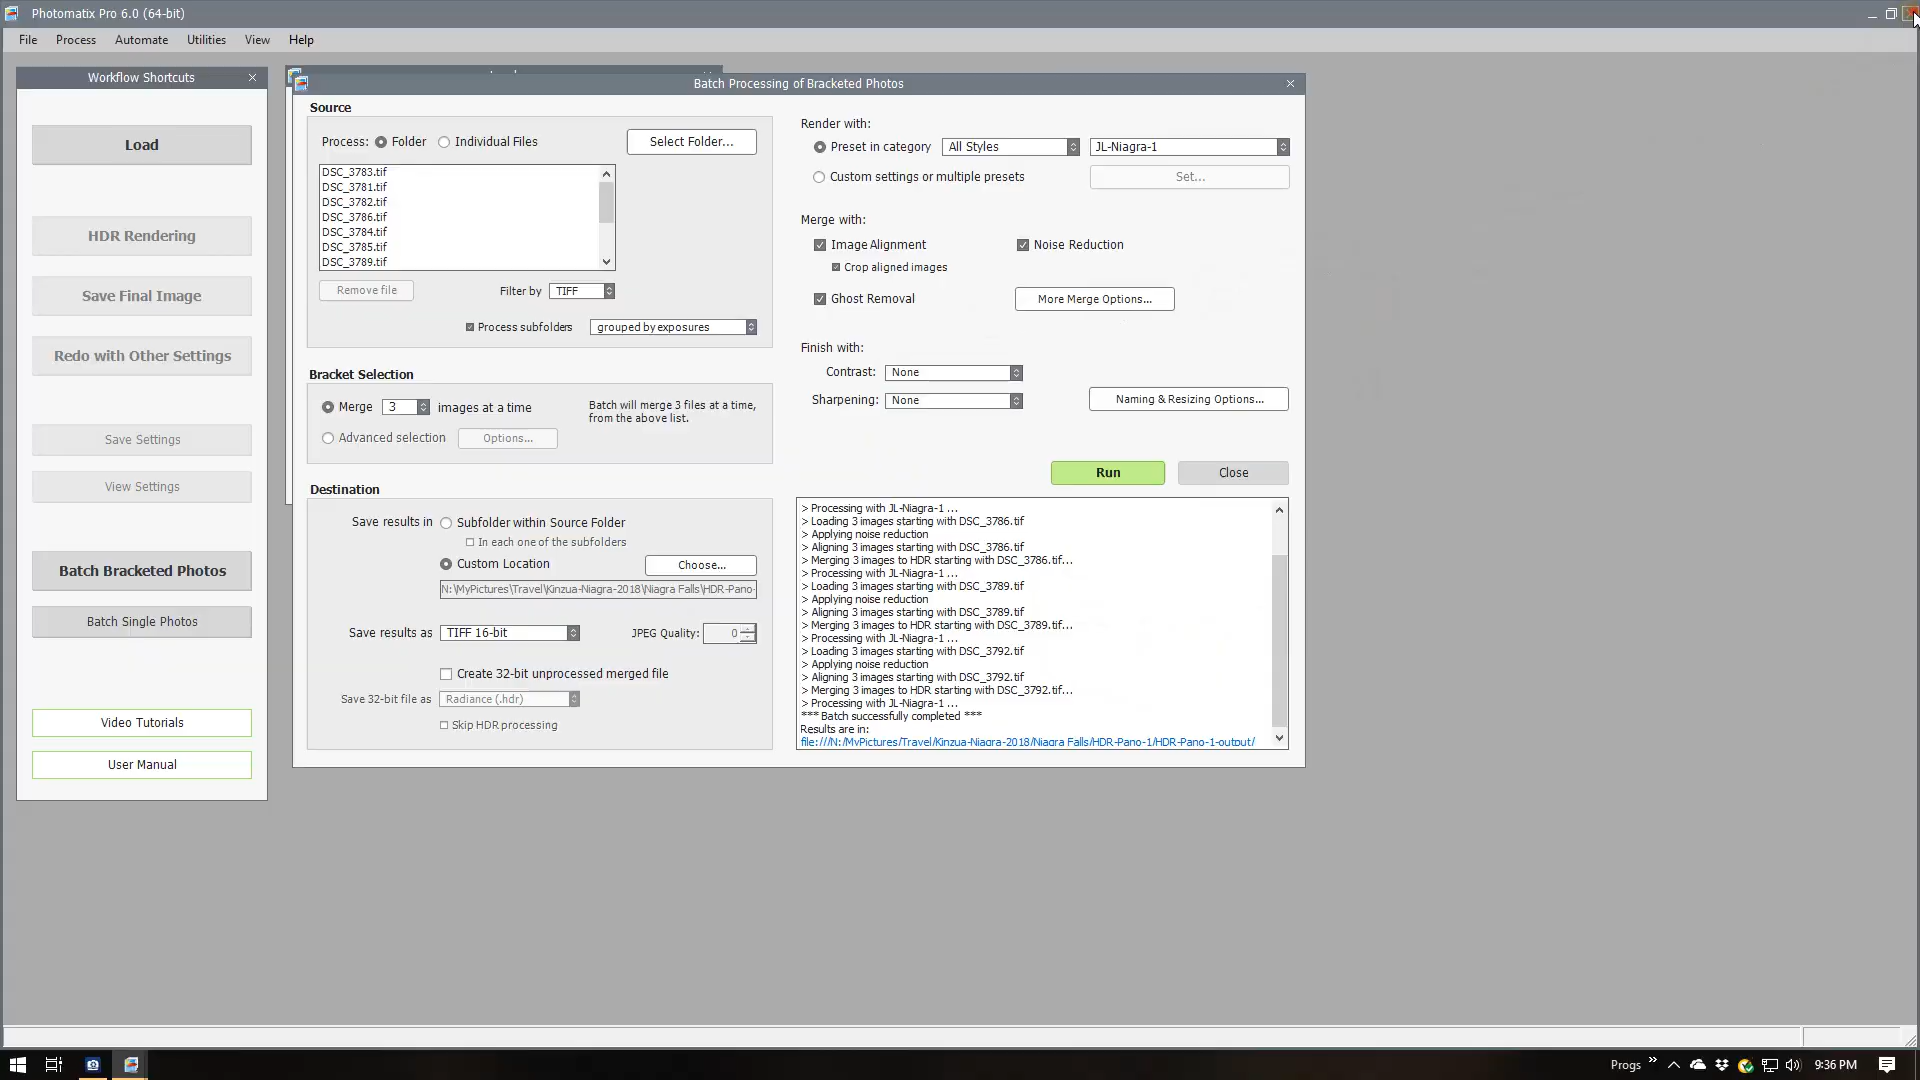 Photomatix Pro 6.0 (64-bit)
File Process Automate Utilities View Help
Workflow Shortcuts
Load
HDR Rendering
Save Final Image
Redo with Other Settings
Save Settings
View Settings
Batch Bracketed Photos
Batch Single Photos
Video Tutorials
User Manual
Batch Processing of Bracketed Photos
Source
Process: Folder Individual Files Select Folder...
DSC_3783.tif
DSC_3781.tif
DSC_3782.tif
DSC_3786.tif
DSC_3784.tif
DSC_3785.tif
DSC_3789.tif
Remove file Filter by TIFF
Process subfolders grouped by exposures
Bracket Selection
Merge 3 images at a time
Batch will merge 3 files at a time,
from the above list.
Advanced selection Options...
Destination
Save results in Subfolder within Source Folder
In each one of the subfolders
Custom Location Choose...
N:\MyPictures\Travel\Kinzua-Niagra-2018\Niagra Falls\HDR-Pano-
Save results as TIFF 16-bit JPEG Quality: 0
Create 32-bit unprocessed merged file
Save 32-bit file as Radiance (.hdr)
Skip HDR processing
Render with:
Preset in category All Styles JL-Niagra-1
Custom settings or multiple presets Set...
Merge with:
Image Alignment Noise Reduction
Crop aligned images
Ghost Removal More Merge Options...
Finish with:
Contrast: None
Sharpening: None Naming & Resizing Options...
Run Close
> Processing with JL-Niagra-1 ...
> Loading 3 images starting with DSC_3786.tif
> Applying noise reduction
> Aligning 3 images starting with DSC_3786.tif
> Merging 3 images to HDR starting with DSC_3786.tif...
> Processing with JL-Niagra-1 ...
> Loading 3 images starting with DSC_3789.tif
> Applying noise reduction
> Aligning 3 images starting with DSC_3789.tif
> Merging 3 images to HDR starting with DSC_3789.tif...
> Processing with JL-Niagra-1 ...
> Loading 3 images starting with DSC_3792.tif
> Applying noise reduction
> Aligning 3 images starting with DSC_3792.tif
> Merging 3 images to HDR starting with DSC_3792.tif...
> Processing with JL-Niagra-1 ...
*** Batch successfully completed ***
Results are in:
file:///N:/MyPictures/Travel/Kinzua-Niagra-2018/Niagra Falls/HDR-Pano-1/HDR-Pano-1-output/
Progs 9:36 PM